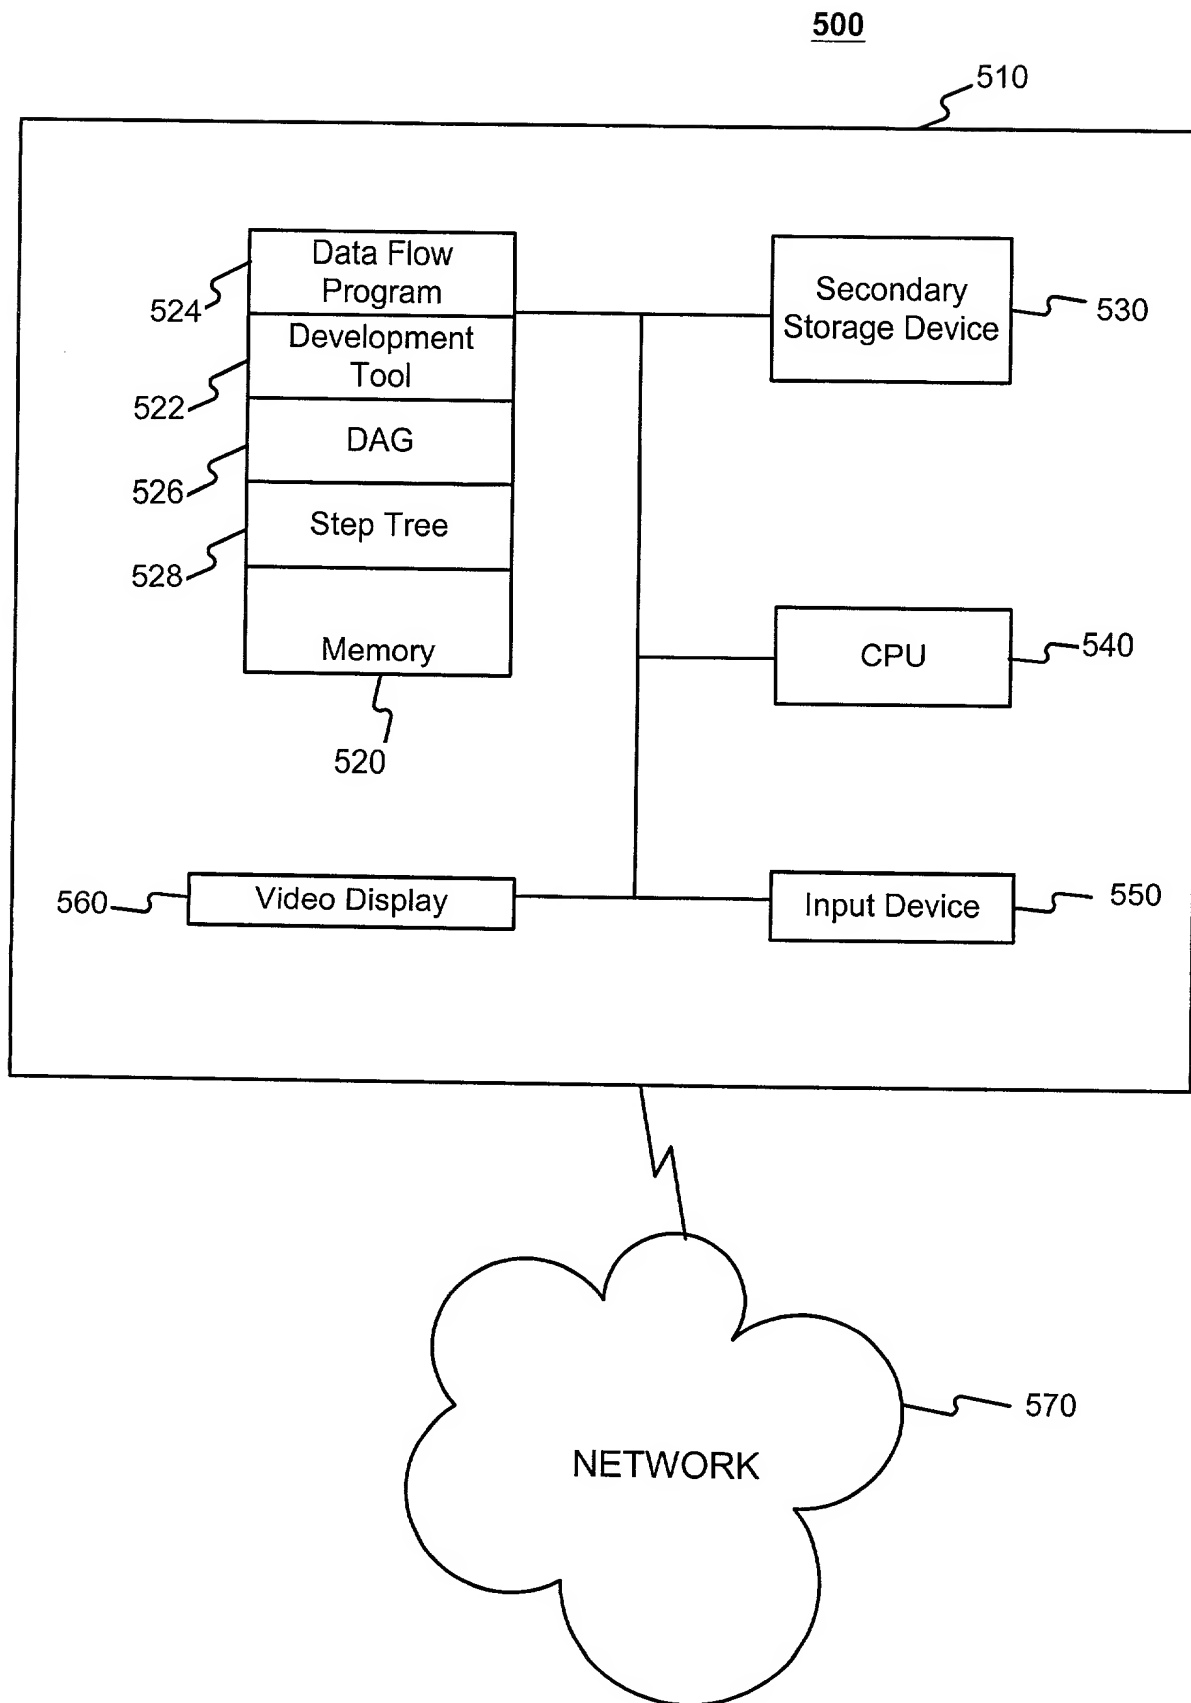 500
510
Data Flow
Program
524
Development
Tool
522
DAG
526
Step Tree
528
Memory
520
Secondary
Storage Device
530
CPU
540
Video Display
560
Input Device
550
NETWORK
570